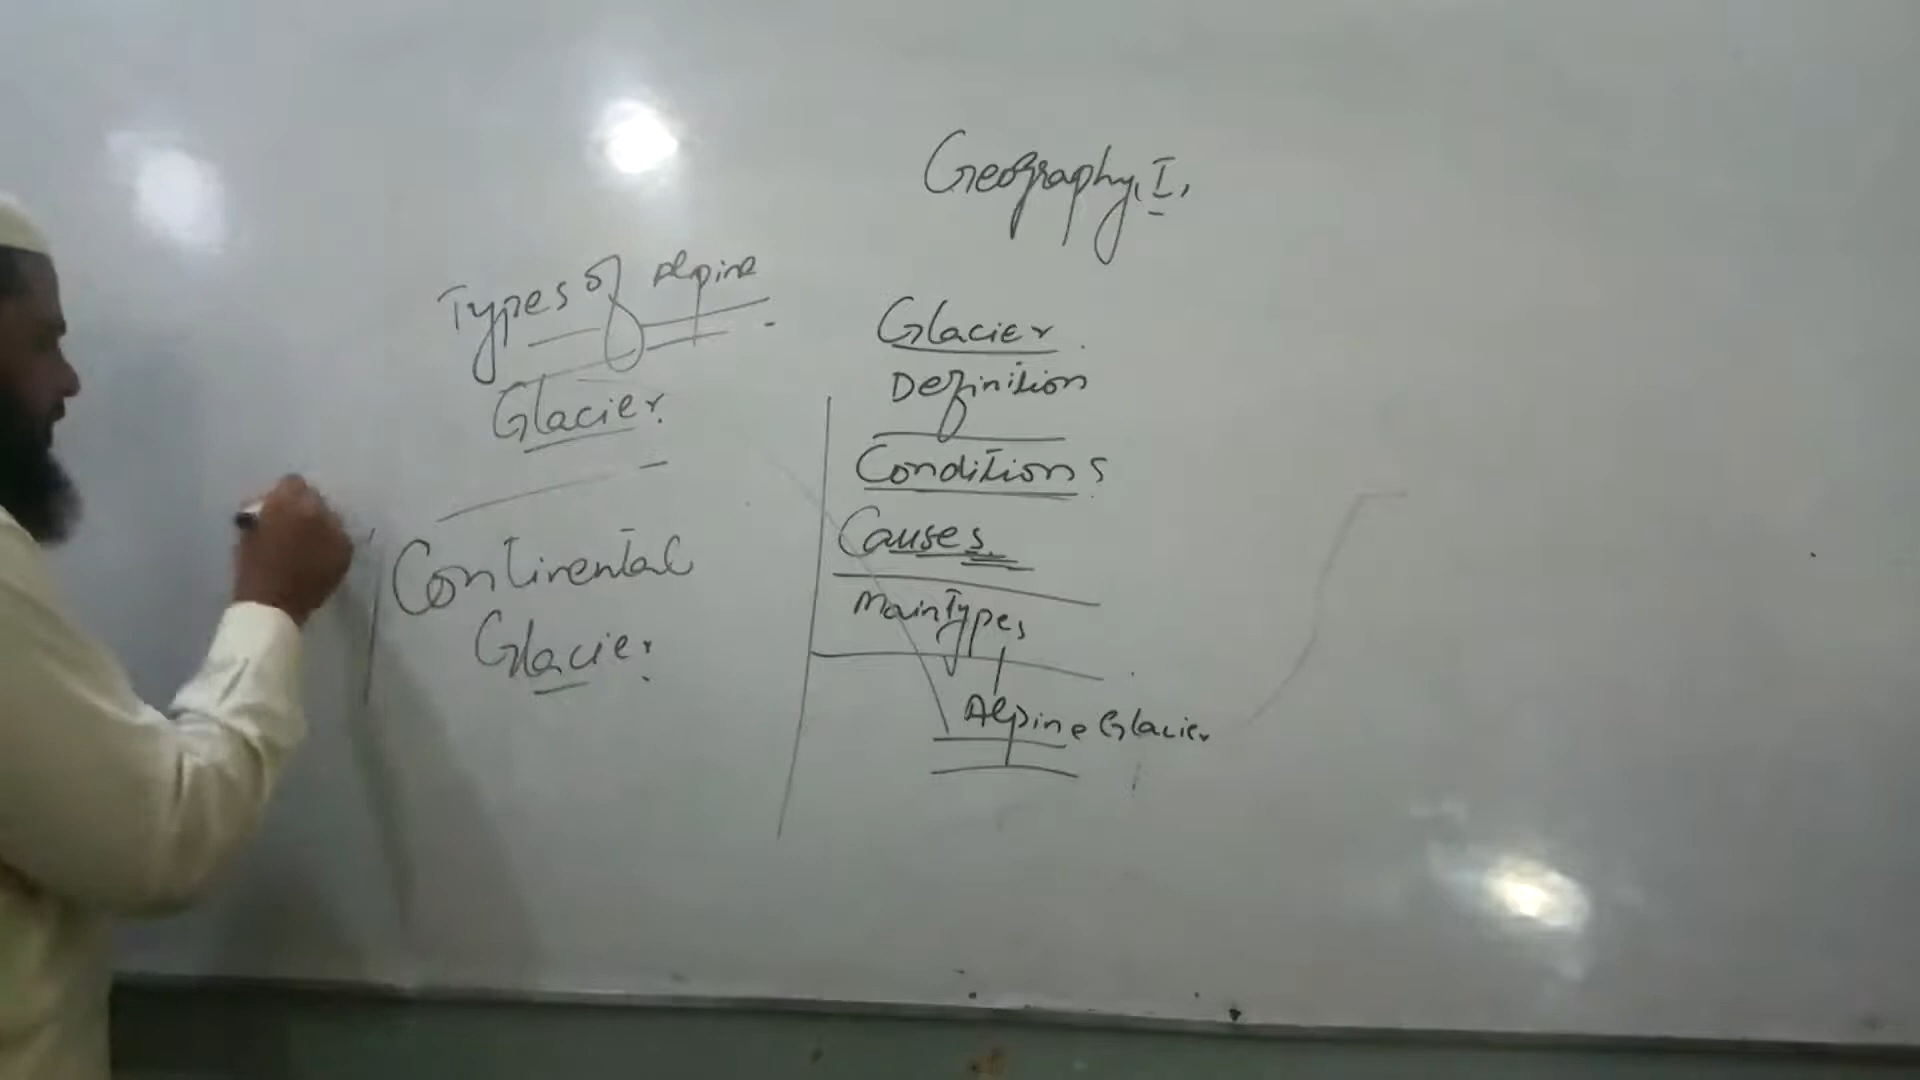 Geography, I,
Glacier
Definition
Conditions
Causes
Main Types
Alpine Glacier
Types of Alpine
Glacier
Continental
Glacier